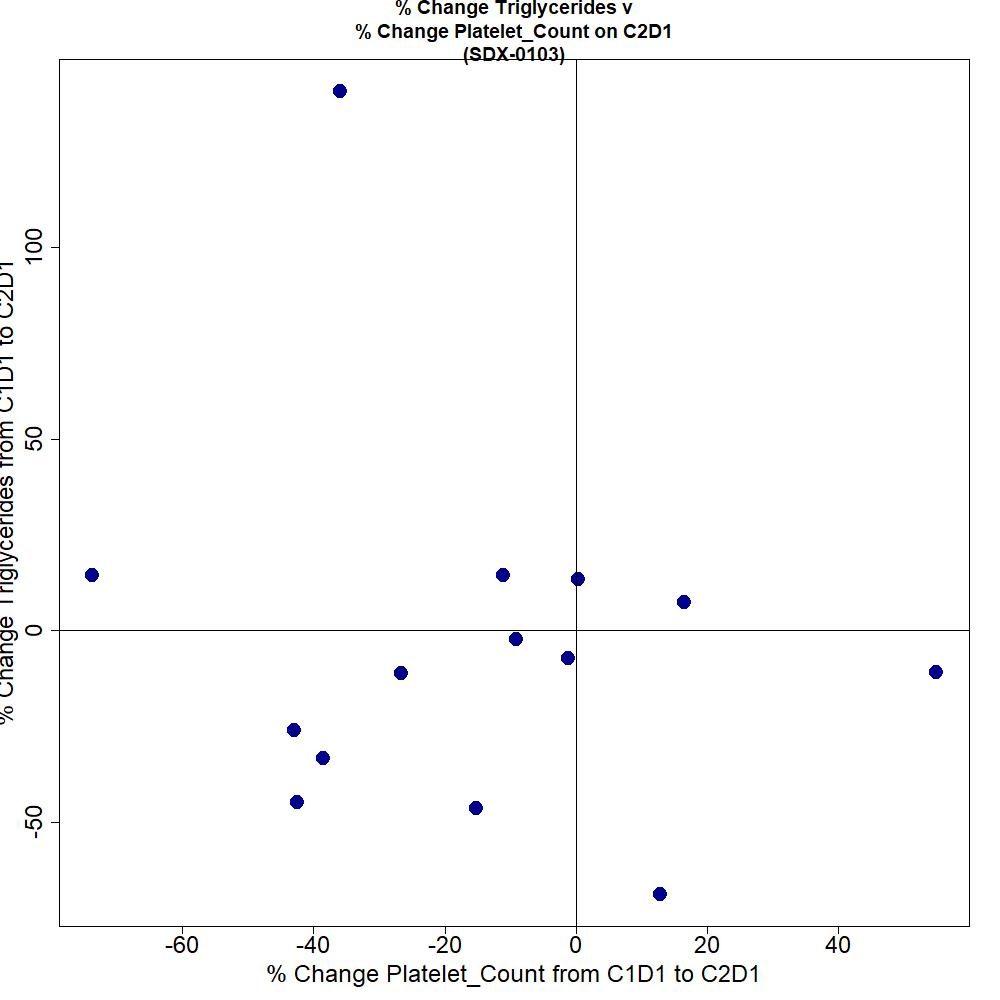 % Change Triglycerides v
% Change Platelet_Count on C2D1
(SDX-0103)
% Change Triglycerides from C1D1 to C2D1
100
50
0
-50
-60
-40
-20
0
20
40
% Change Platelet_Count from C1D1 to C2D1